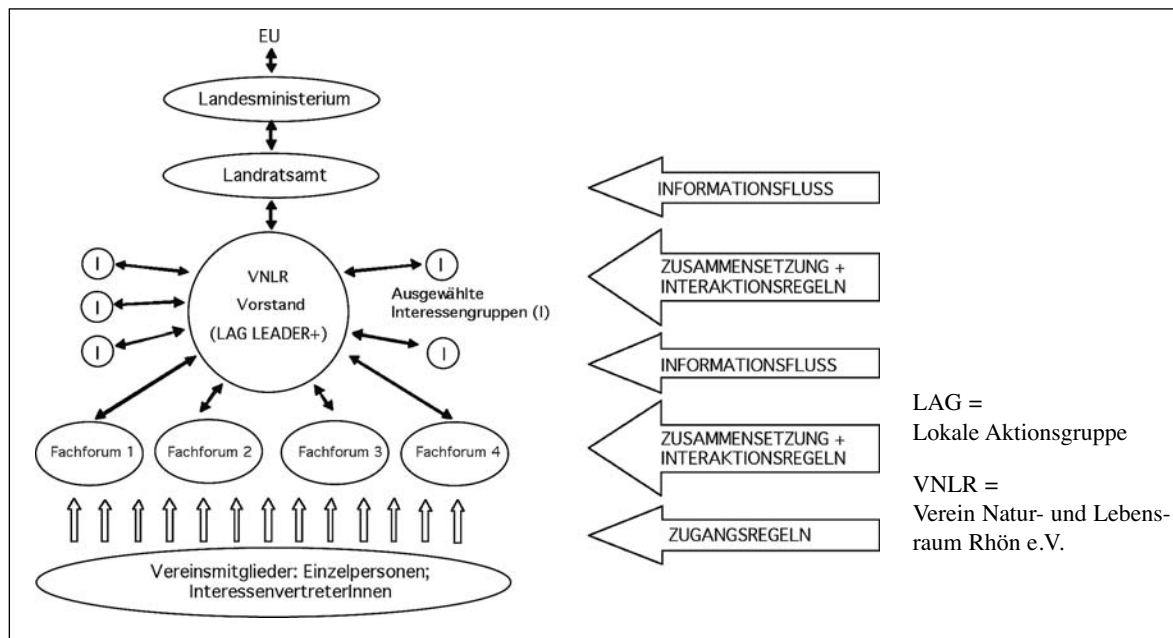 EU
Landesministerium
Landratsamt
VNLR
Vorstand
(LAG LEADER+)
I
I
I
I
I
Ausgewählte
Interessengruppen (I)
Fachforum 1
Fachforum 2
Fachforum 3
Fachforum 4
Vereinsmitglieder: Einzelpersonen;
InteressenvertreterInnen
INFORMATIONSFLUSS
ZUSAMMENSETZUNG +
INTERAKTIONSREGELN
INFORMATIONSFLUSS
ZUSAMMENSETZUNG +
INTERAKTIONSREGELN
ZUGANGSREGELN
LAG =
Lokale Aktionsgruppe
VNLR =
Verein Natur- und Lebens-
raum Rhön e.V.